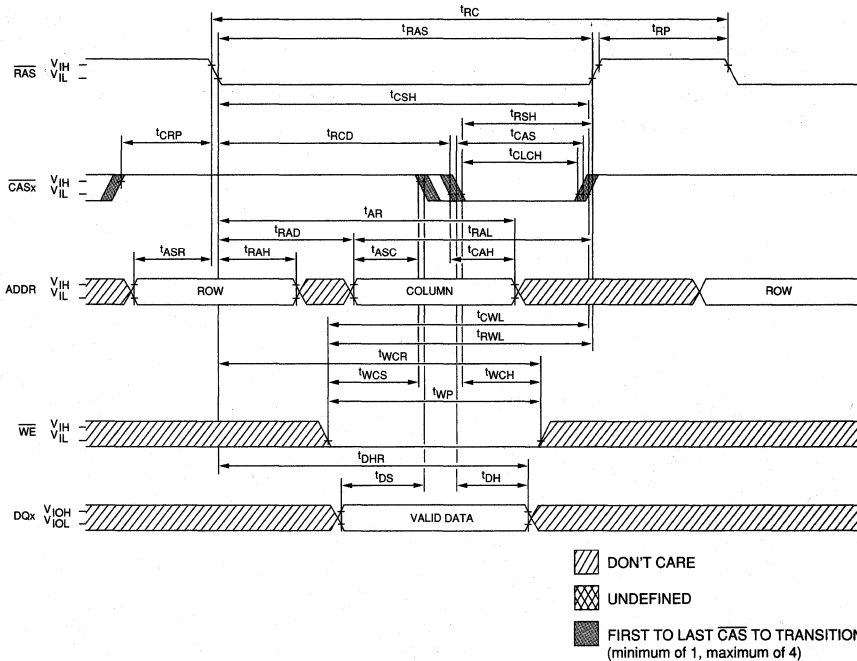 tRC
tRAS
tRP
RAS VIH
VIL
tCSH
tRSH
tCRP
tRCD
tCAS
tCLCH
CASx VIH
VIL
tAR
tRAD
tRAL
tASR
tRAH
tASC
tCAH
ADDR VIH
VIL
ROW
COLUMN
ROW
tCWL
tRWL
tWCR
tWCS
tWCH
tWP
WE VIH
VIL
tDHR
tDS
tDH
DQx VIOH
VIOL
VALID DATA
DON'T CARE
UNDEFINED
FIRST TO LAST CAS TO TRANSITION
(minimum of 1, maximum of 4)